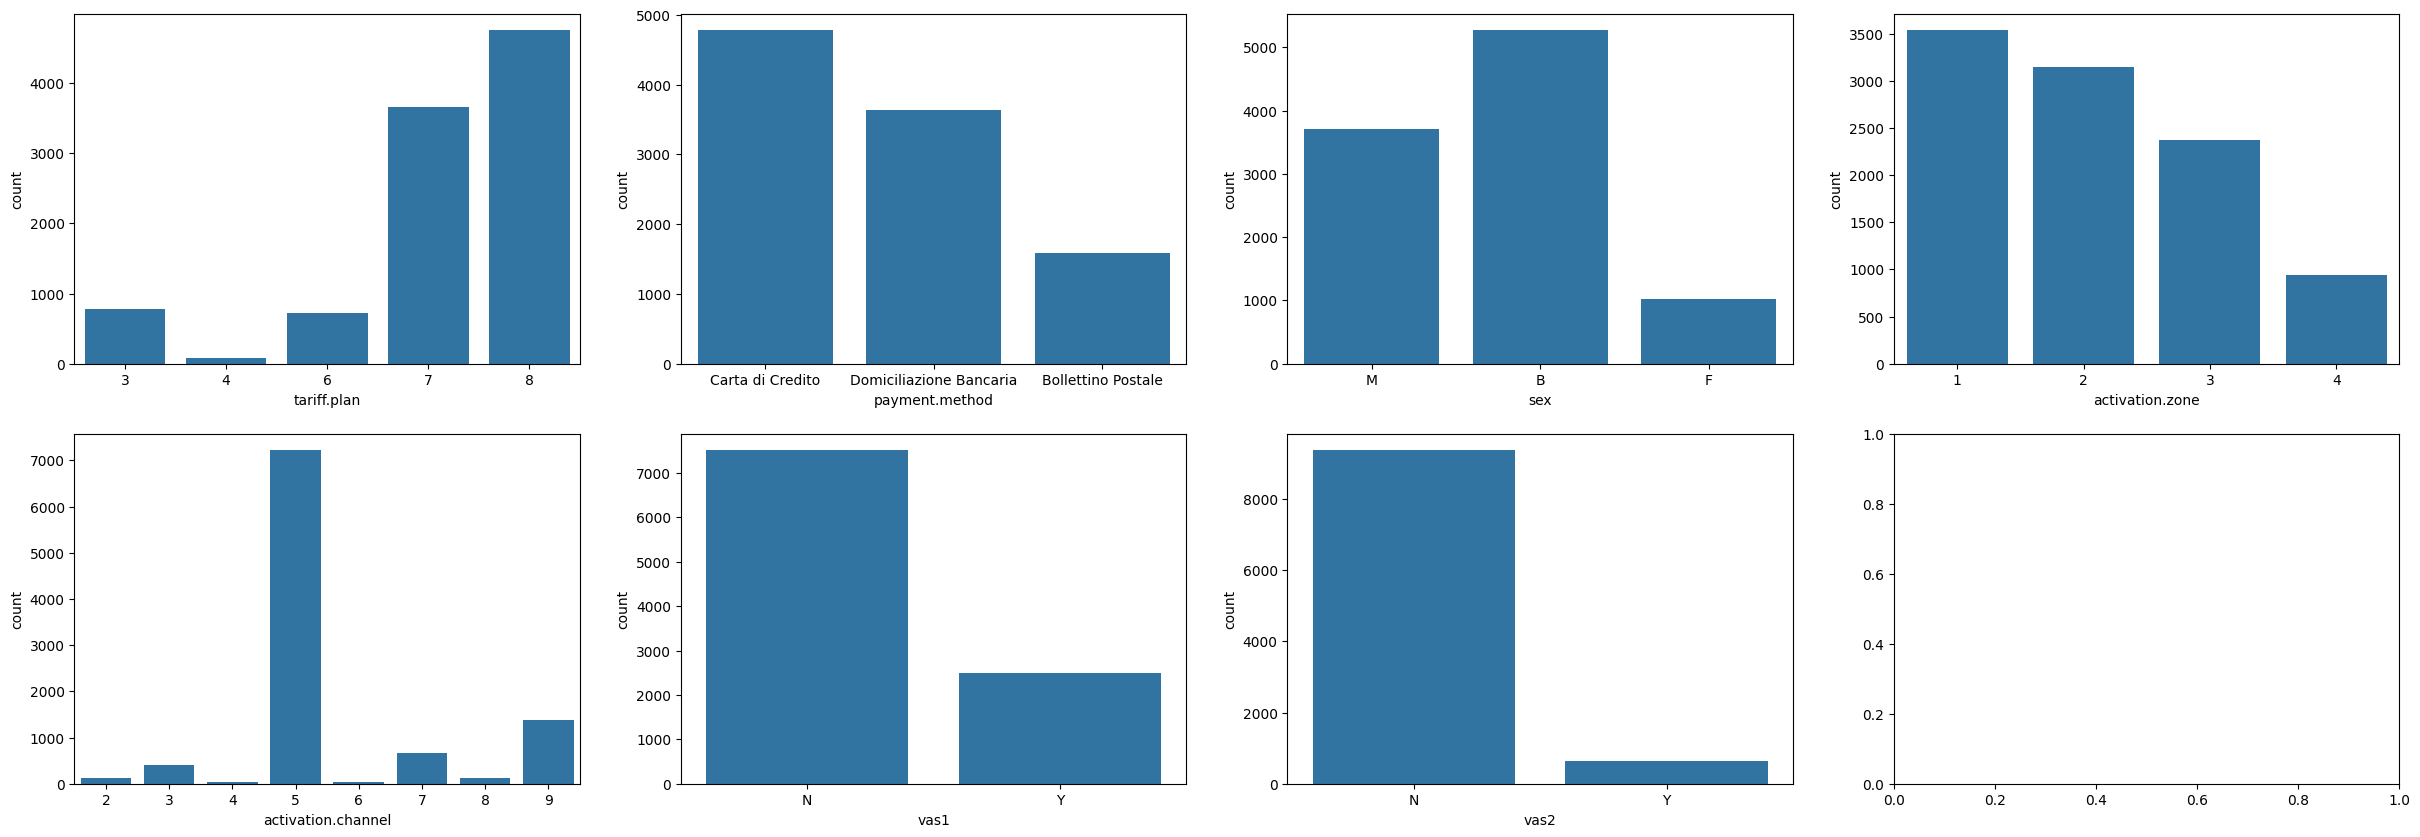 4000
3000
2000
1000
0
count
3 4 6 7 8
tariff.plan
5000
4000
3000
2000
1000
0
count
Carta di Credito Domiciliazione Bancaria Bollettino Postale
payment.method
5000
4000
3000
2000
1000
0
count
M B F
sex
3500
3000
2500
2000
1500
1000
500
0
count
1 2 3 4
activation.zone
7000
6000
5000
4000
3000
2000
1000
0
count
2 3 4 5 6 7 8 9
activation.channel
7000
6000
5000
4000
3000
2000
1000
0
count
N Y
vas1
8000
6000
4000
2000
0
count
N Y
vas2
1.0
0.8
0.6
0.4
0.2
0.0
0.0 0.2 0.4 0.6 0.8 1.0